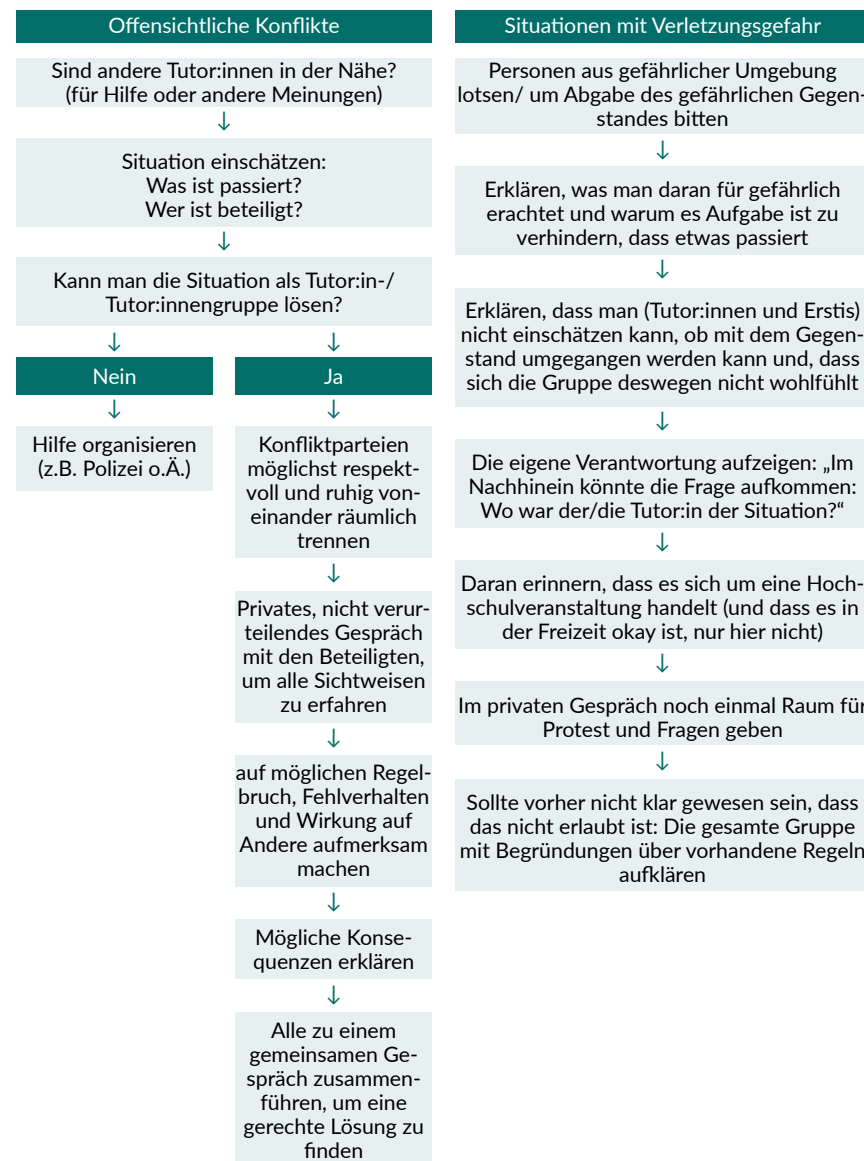 Offensichtliche Konflikte
Sind andere Tutor:innen in der Nähe?
(für Hilfe oder andere Meinungen)
↓
Situation einschätzen:
Was ist passiert?
Wer ist beteiligt?
↓
Kann man die Situation als Tutor:in-/
Tutor:innengruppe lösen?
↓
Nein
↓
Hilfe organisieren
(z.B. Polizei o.Ä.)
↓
Ja
↓
Konfliktparteien
möglichst respekt-
voll und ruhig von-
einander räumlich
trennen
↓
Privates, nicht verur-
teilendes Gespräch
mit den Beteiligten,
um alle Sichtweisen
zu erfahren
↓
auf möglichen Regel-
bruch, Fehlverhalten
und Wirkung auf
Andere aufmerksam
machen
↓
Mögliche Konse-
quenzen erklären
↓
Alle zu einem
gemeinsamen Ge-
spräch zusammen-
führen, um eine
gerechte Lösung zu
finden
Situationen mit Verletzungsgefahr
Personen aus gefährlicher Umgebung
lotsen/ um Abgabe des gefährlichen Gegen-
standes bitten
↓
Erklären, was man daran für gefährlich
erachtet und warum es Aufgabe ist zu
verhindern, dass etwas passiert
↓
Erklären, dass man (Tutor:innen und Erstis)
nicht einschätzen kann, ob mit dem Gegen-
stand umgegangen werden kann und, dass
sich die Gruppe deswegen nicht wohlfühlt
↓
Die eigene Verantwortung aufzeigen: „Im
Nachhinein könnte die Frage aufkommen:
Wo war der/die Tutor:in der Situation?“
↓
Daran erinnern, dass es sich um eine Hoch-
schulveranstaltung handelt (und dass es in
der Freizeit okay ist, nur hier nicht)
↓
Im privaten Gespräch noch einmal Raum für
Protest und Fragen geben
↓
Sollte vorher nicht klar gewesen sein, dass
das nicht erlaubt ist: Die gesamte Gruppe
mit Begründungen über vorhandene Regeln
aufklären